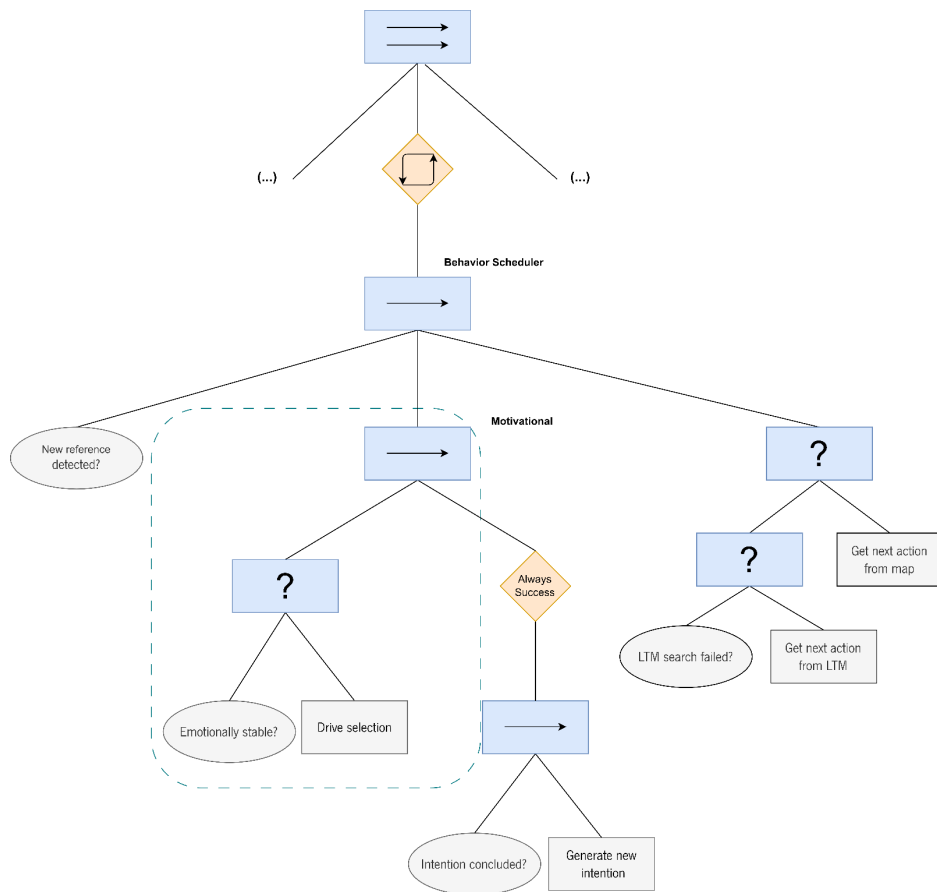 (...)
(...)
Behavior Scheduler
Motivational
New reference
detected?
?
?
?
Get next action
from map
Always
Success
LTM search failed?
Get next action
from LTM
Emotionally stable?
Drive selection
Intention concluded?
Generate new
intention